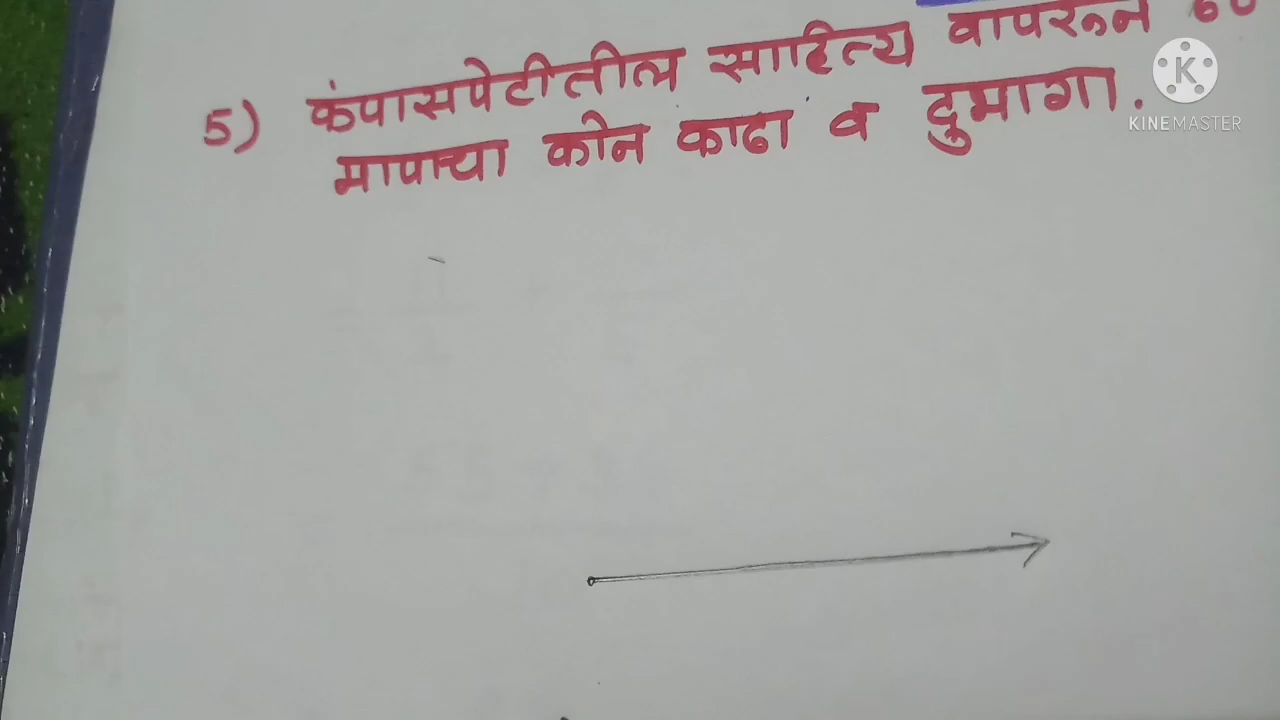 5) कंपासपेटीतील साहित्य वापरून 60
मापाचा कोन काढा व दुभागा.
K
KINEMASTER